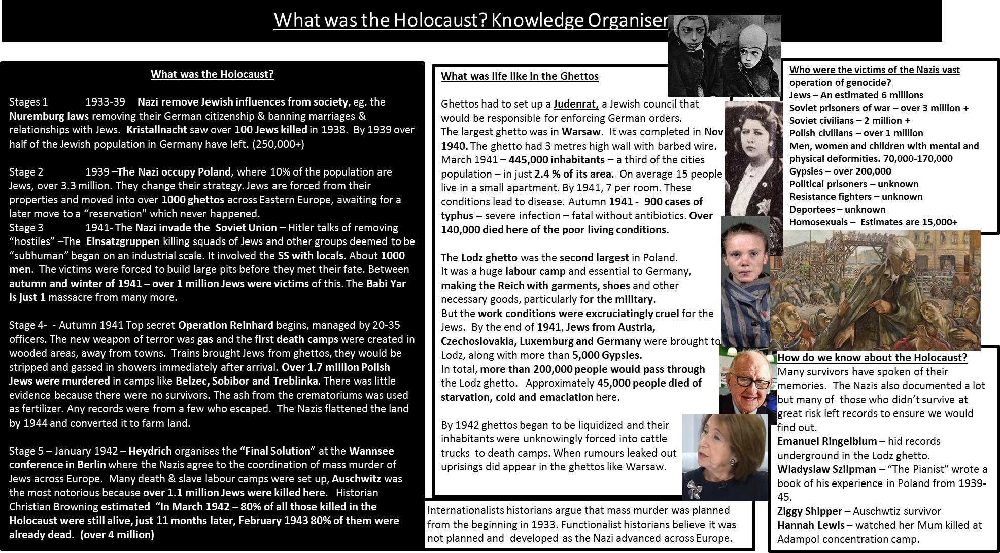 What was the Holocaust? Knowledge Organiser
What was the Holocaust?
Stages 1 1933-39 Nazi remove Jewish influences from society, eg. the
Nuremburg laws removing their German citizenship & banning marriages &
relationships with Jews. Kristallnacht saw over 100 Jews killed in 1938. By 1939 over
half of the Jewish population in Germany have left. (250,000+)
Stage 2 1939 –The Nazi occupy Poland, where 10% of the population are
Jews, over 3.3 million. They change their strategy. Jews are forced from their
properties and moved into over 1000 ghettos across Eastern Europe, awaiting for a
later move to a “reservation” which never happened.
Stage 3 1941- The Nazi invade the Soviet Union – Hitler talks of removing
“hostiles” –The Einsatzgruppen killing squads of Jews and other groups deemed to be
“subhuman” began on an industrial scale. It involved the SS with locals. About 1000
men. The victims were forced to build large pits before they met their fate. Between
autumn and winter of 1941 – over 1 million Jews were victims of this. The Babi Yar
is just 1 massacre from many more.
Stage 4- - Autumn 1941 Top secret Operation Reinhard begins, managed by 20-35
officers. The new weapon of terror was gas and the first death camps were created in
wooded areas, away from towns. Trains brought Jews from ghettos, they would be
stripped and gassed in showers immediately after arrival. Over 1.7 million Polish
Jews were murdered in camps like Belzec, Sobibor and Treblinka. There was little
evidence because there were no survivors. The ash from the crematoriums was used
as fertilizer. Any records were from a few who escaped. The Nazis flattened the land
by 1944 and converted it to farm land.
Stage 5 – January 1942 – Heydrich organises the “Final Solution” at the Wannsee
conference in Berlin where the Nazis agree to the coordination of mass murder of
Jews across Europe. Many death & slave labour camps were set up, Auschwitz was
the most notorious because over 1.1 million Jews were killed here. Historian
Christian Browning estimated “In March 1942 – 80% of all those killed in the
Holocaust were still alive, just 11 months later, February 1943 80% of them were
already dead. (over 4 million)
What was life like in the Ghettos
Ghettos had to set up a Judenrat, a Jewish council that
would be responsible for enforcing German orders.
The largest ghetto was in Warsaw. It was completed in Nov
1940. The ghetto had 3 metres high wall with barbed wire.
March 1941 – 445,000 inhabitants – a third of the cities
population – in just 2.4 % of its area. On average 15 people
live in a small apartment. By 1941, 7 per room. These
conditions lead to disease. Autumn 1941 - 900 cases of
typhus – severe infection – fatal without antibiotics. Over
140,000 died here of the poor living conditions.
The Lodz ghetto was the second largest in Poland.
It was a huge labour camp and essential to Germany,
making the Reich with garments, shoes and other
necessary goods, particularly for the military.
But the work conditions were excruciatingly cruel for the
Jews. By the end of 1941, Jews from Austria,
Czechoslovakia, Luxemburg and Germany were brought to
Lodz, along with more than 5,000 Gypsies.
In total, more than 200,000 people would pass through
the Lodz ghetto. Approximately 45,000 people died of
starvation, cold and emaciation here.
By 1942 ghettos began to be liquidized and their
inhabitants were unknowingly forced into cattle
trucks to death camps. When rumours leaked out
uprisings did appear in the ghettos like Warsaw.
Internationalists historians argue that mass murder was planned
from the beginning in 1933. Functionalist historians believe it was
not planned and developed as the Nazi advanced across Europe.
Who were the victims of the Nazis vast
operation of genocide?
Jews – An estimated 6 millions
Soviet prisoners of war – over 3 million +
Soviet civilians – 2 million +
Polish civilians – over 1 million
Men, women and children with mental and
physical deformities. 70,000-170,000
Gypsies – over 200,000
Political prisoners – unknown
Resistance fighters – unknown
Deportees – unknown
Homosexuals – Estimates are 15,000+
How do we know about the Holocaust?
Many survivors have spoken of their
memories. The Nazis also documented a lot
but many of those who didn’t survive at
great risk left records to ensure we would
find out.
Emanuel Ringelblum – hid records
underground in the Lodz ghetto.
Wladyslaw Szilpman – “The Pianist” wrote a
book of his experience in Poland from 1939-
45.
Ziggy Shipper – Auschwtiz survivor
Hannah Lewis – watched her Mum killed at
Adampol concentration camp.